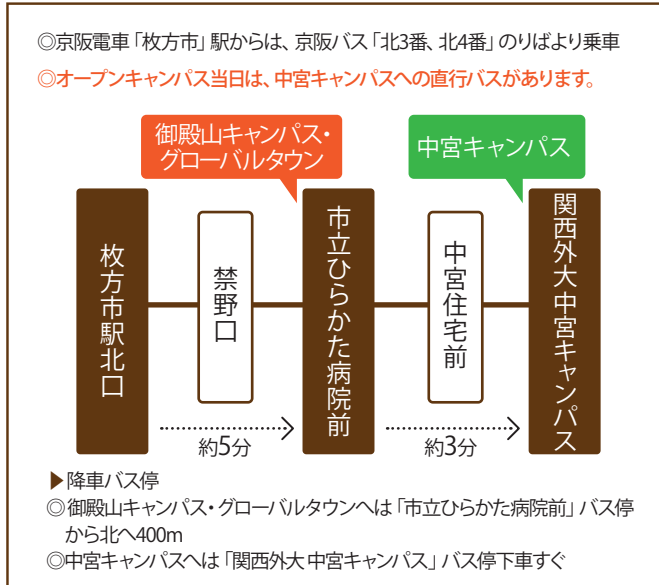 ◎京阪電車「枚方市」駅からは、京阪バス「北3番、北4番」のりばより乗車
◎オープンキャンパス当日は、中宮キャンパスへの直行バスがあります。
御殿山キャンパス・
グローバルタウン
中宮キャンパス
枚方市駅北口
禁野口
市立ひらかた病院前
中宮住宅前
関西外大中宮キャンパス
約5分
約3分
▶降車バス停
◎御殿山キャンパス・グローバルタウンへは「市立ひらかた病院前」バス停
から北へ400m
◎中宮キャンパスへは「関西外大 中宮キャンパス」バス停下車すぐ